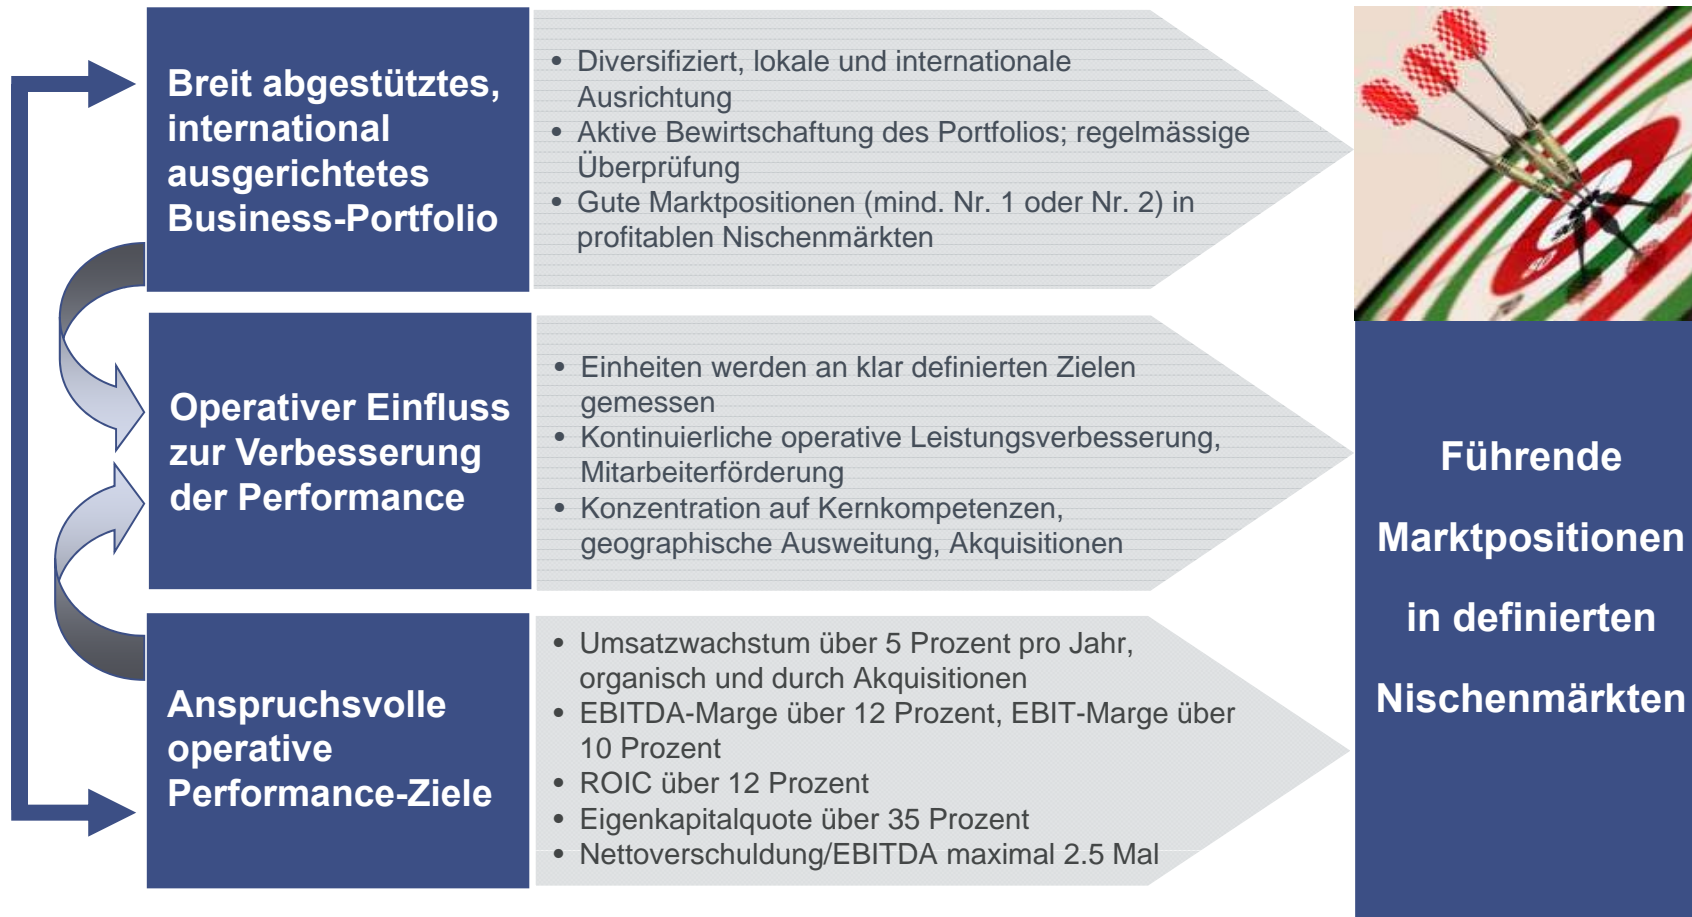 Breit abgestütztes,
international
ausgerichtetes
Business-Portfolio
• Diversifiziert, lokale und internationale
Ausrichtung
• Aktive Bewirtschaftung des Portfolios; regelmässige
Überprüfung
• Gute Marktpositionen (mind. Nr. 1 oder Nr. 2) in
profitablen Nischenmärkten
Operativer Einfluss
zur Verbesserung
der Performance
• Einheiten werden an klar definierten Zielen
gemessen
• Kontinuierliche operative Leistungsverbesserung,
Mitarbeiterförderung
• Konzentration auf Kernkompetenzen,
geographische Ausweitung, Akquisitionen
Anspruchsvolle
operative
Performance-Ziele
• Umsatzwachstum über 5 Prozent pro Jahr,
organisch und durch Akquisitionen
• EBITDA-Marge über 12 Prozent, EBIT-Marge über
10 Prozent
• ROIC über 12 Prozent
• Eigenkapitalquote über 35 Prozent
• Nettoverschuldung/EBITDA maximal 2.5 Mal
Führende
Marktpositionen
in definierten
Nischenmärkten